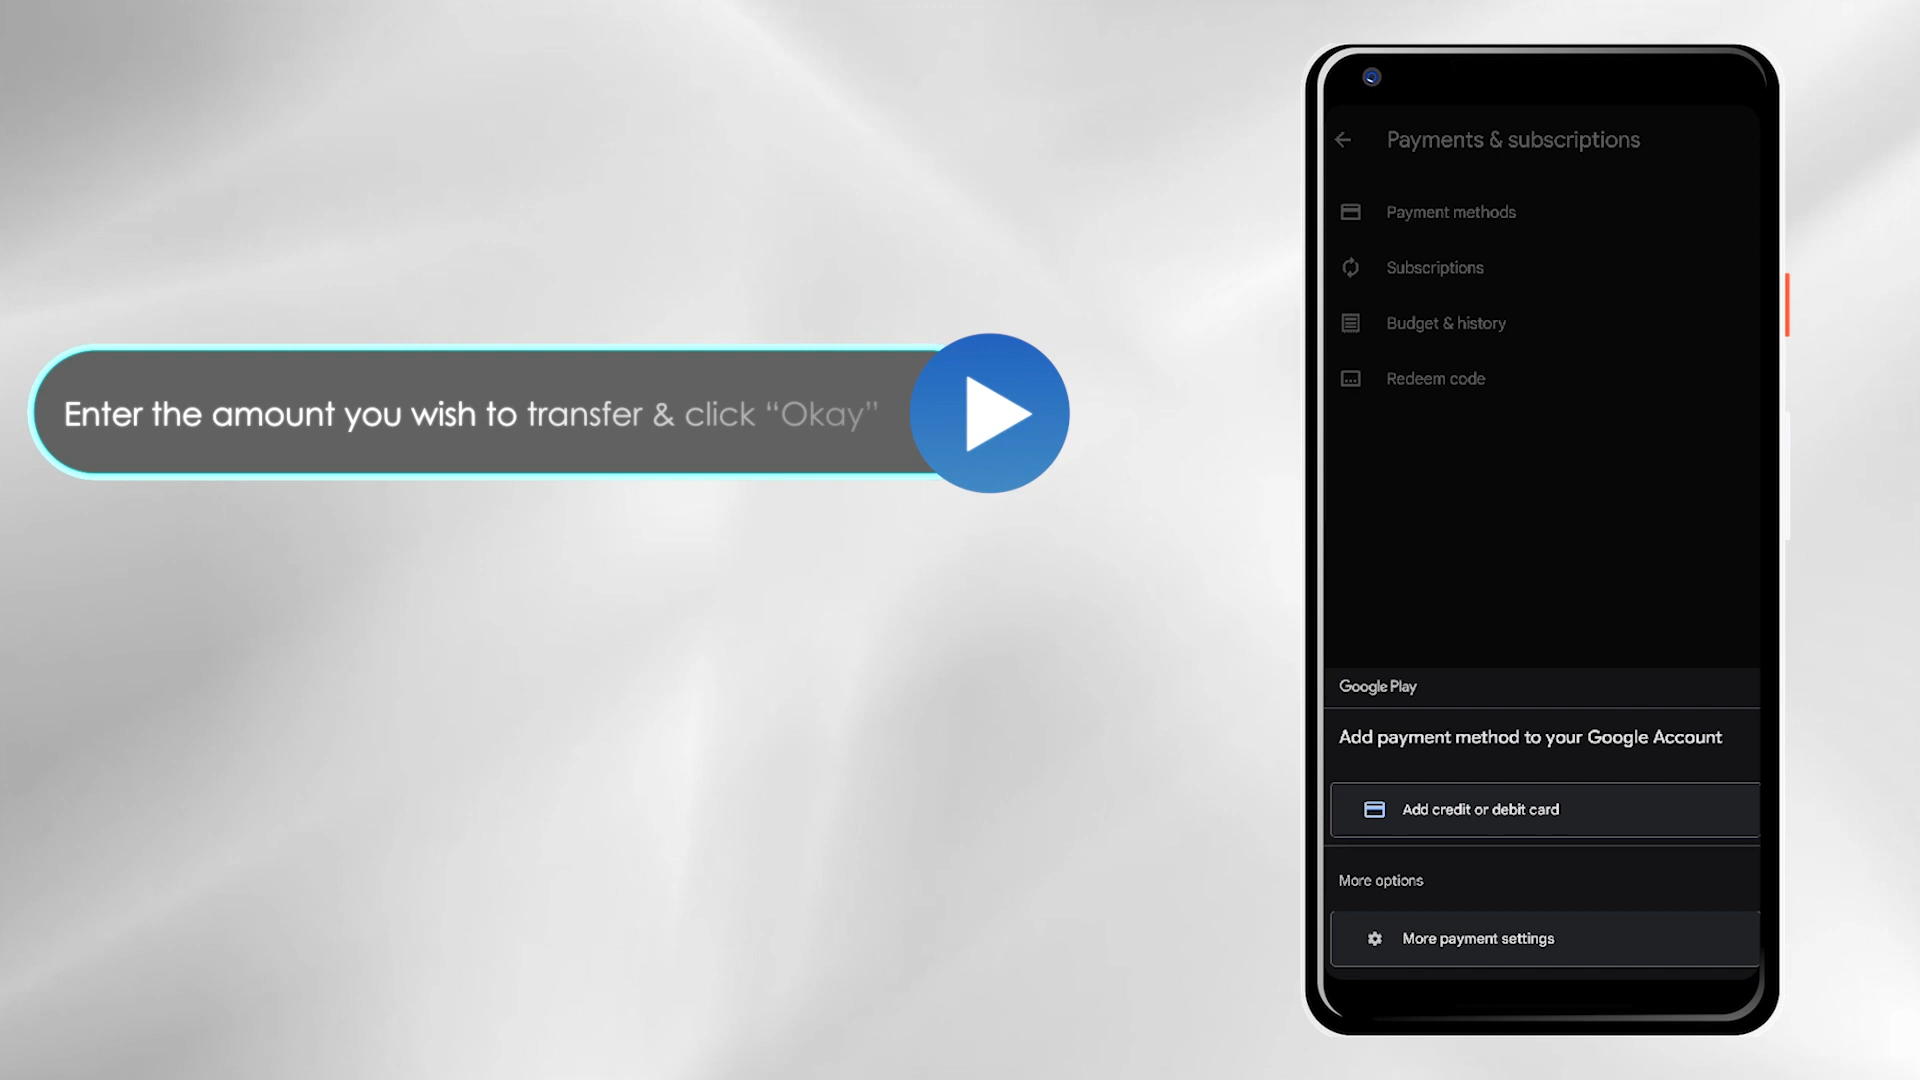 Enter the amount you wish to transfer & click “Okay”
Payments & subscriptions
Payment methods
Subscriptions
Budget & history
Redeem code
Google Play
Add payment method to your Google Account
Add credit or debit card
More options
More payment settings